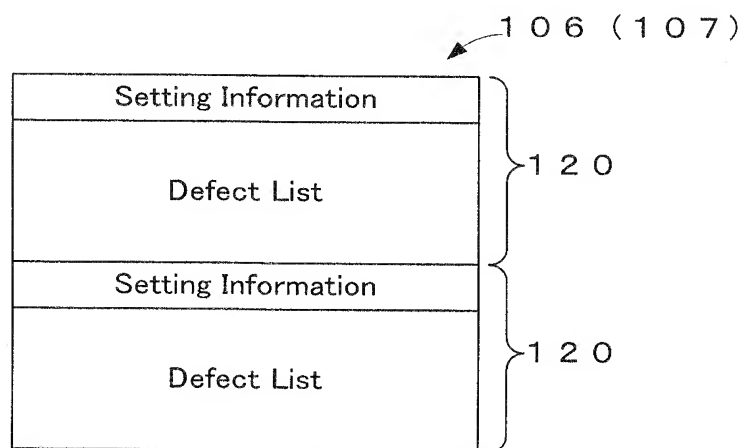 106 (107)
Setting Information
Defect List
120
Setting Information
Defect List
120